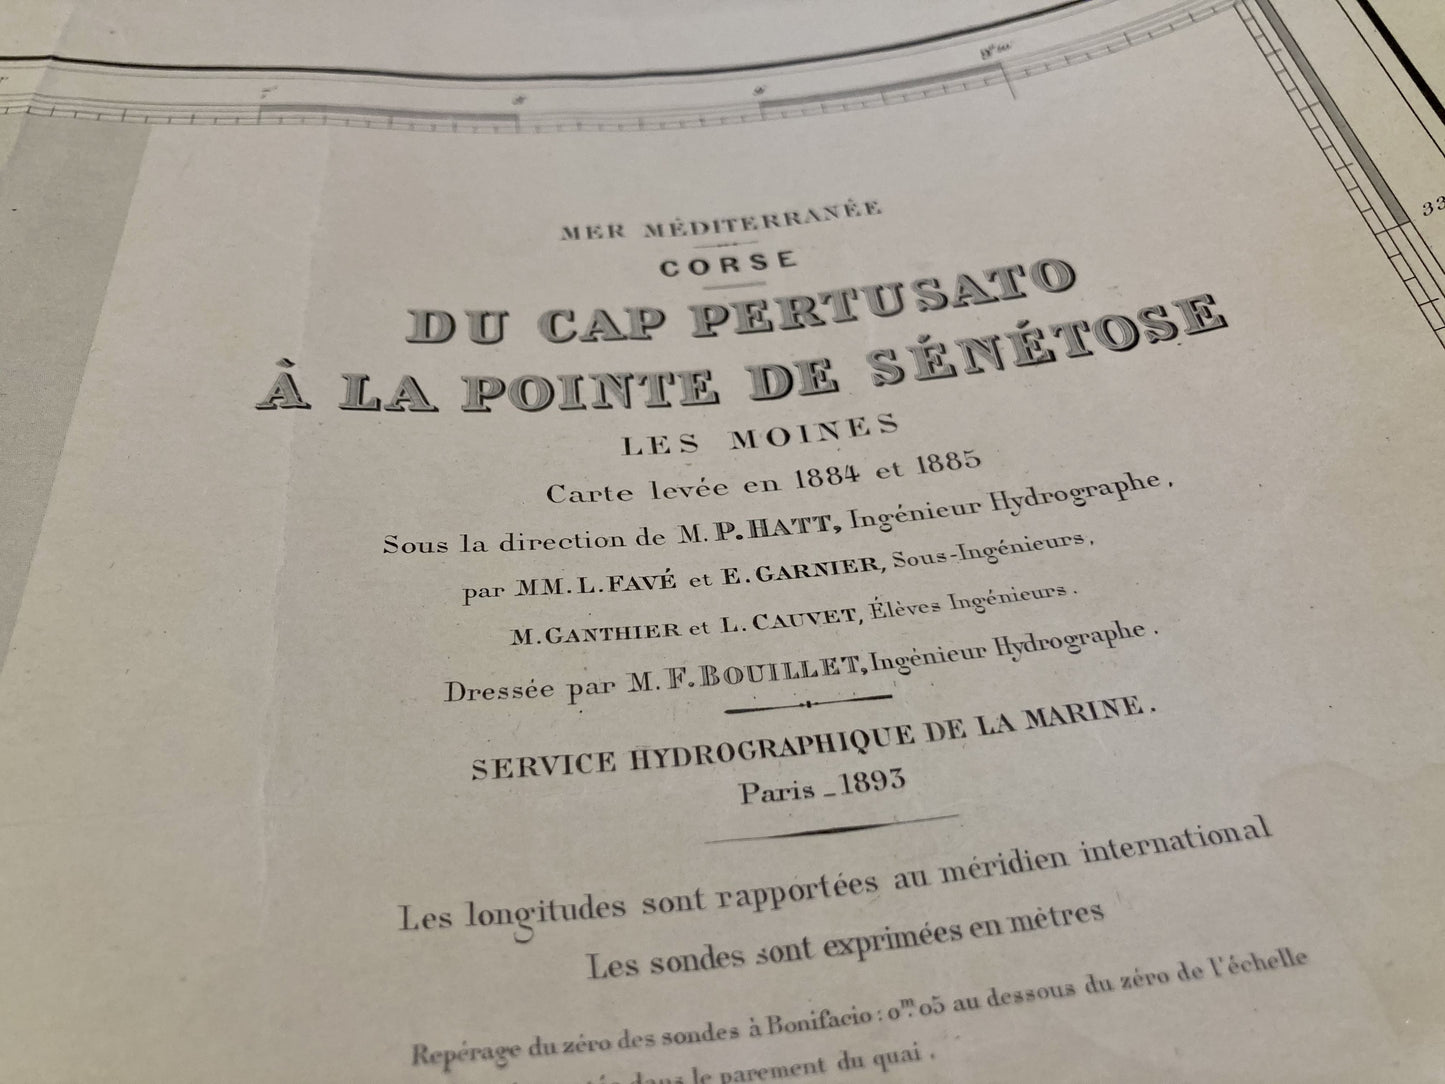 MER MÉDITERRANÉE
CORSE
DU CAP PERTUSATO
À LA POINTE DE SÉNÉTOSE
LES MOINES
Carte levée en 1884 et 1885
Sous la direction de M. P. HATT, Ingénieur Hydrographe,
par MM. L. FAVÉ et E. GARNIER, Sous-Ingénieurs,
M. GANTHIER et L. CAUVET, Élèves Ingénieurs.
Dressée par M. F. BOUILLET, Ingénieur Hydrographe.
SERVICE HYDROGRAPHIQUE DE LA MARINE.
Paris _ 1893
Les longitudes sont rapportées au méridien international
Les sondes sont exprimées en mètres
Repérage du zéro des sondes à Bonifacio : 0m.05 au dessous du zéro de l'échelle
dans le parement du quai.